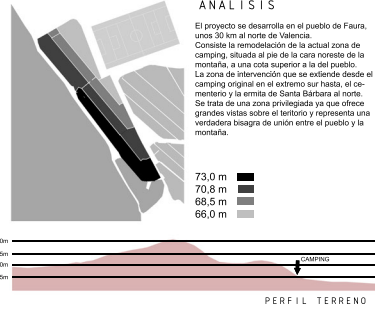 ANALISIS
El proyecto se desarrolla en el pueblo de Faura,
unos 30 km al norte de Valencia.
Consiste la remodelación de la actual zona de
camping, situada al pie de la cara noreste de la
montaña, a una cota superior a la del pueblo.
La zona de intervención que se extiende desde el
camping original en el extremo sur hasta, el ce-
menterio y la ermita de Santa Bárbara al norte.
Se trata de una zona privilegiada ya que ofrece
grandes vistas sobre el teritorio y representa una
verdadera bisagra de unión entre el pueblo y la
montaña.
73,0 m
70,8 m
68,5 m
66,0 m
0m
5m
0m
CAMPING
5m
PERFIL TERRENO